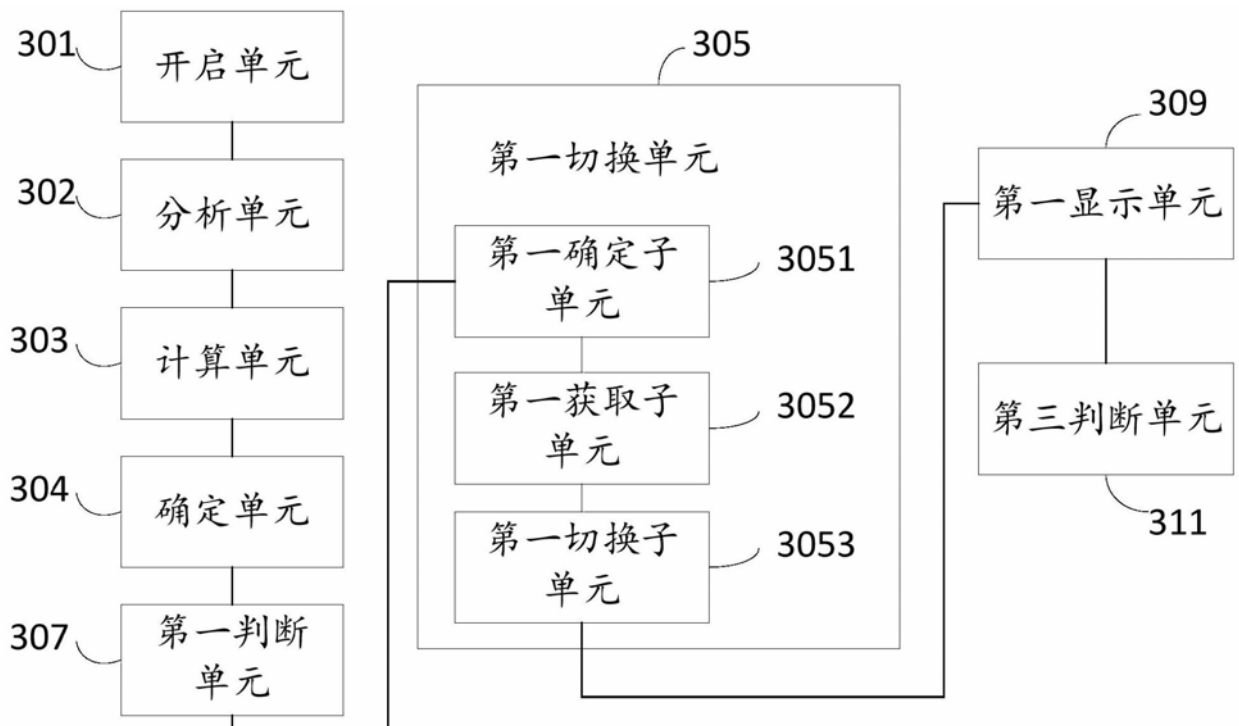 301
开启单元
302
分析单元
303
计算单元
304
确定单元
307
第一判断
单元
305
第一切换单元
第一确定子
单元
3051
第一获取子
单元
3052
第一切换子
单元
3053
309
第一显示单元
第三判断单元
311